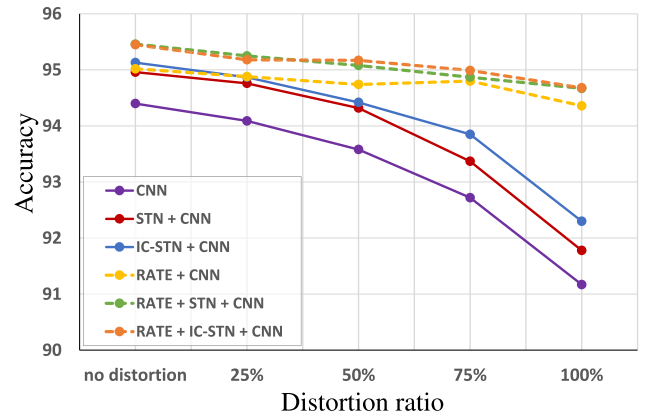 96
95
94
93
92
91
90
Accuracy
CNN
STN + CNN
IC-STN + CNN
RATE + CNN
RATE + STN + CNN
RATE + IC-STN + CNN
no distortion 25% 50% 75% 100%
Distortion ratio